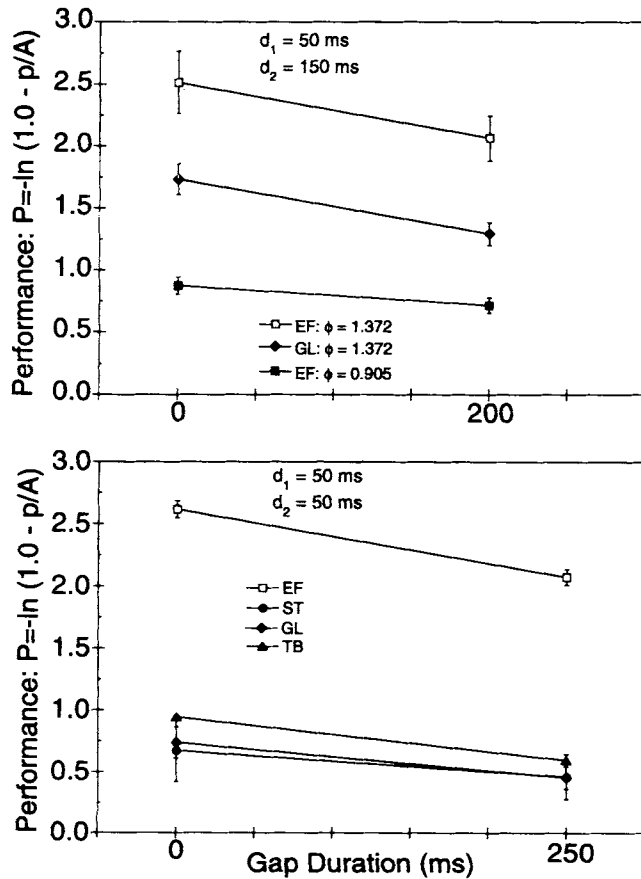 Performance: P=-ln (1.0 - p/A)
3.0
2.5
2.0
1.5
1.0
0.5
0.0
d1 = 50 ms
d2 = 150 ms
EF: ϕ = 1.372
GL: ϕ = 1.372
EF: ϕ = 0.905
0
200
Performance: P=-ln (1.0 - p/A)
3.0
2.5
2.0
1.5
1.0
0.5
0.0
d1 = 50 ms
d2 = 50 ms
EF
ST
GL
TB
0
250
Gap Duration (ms)